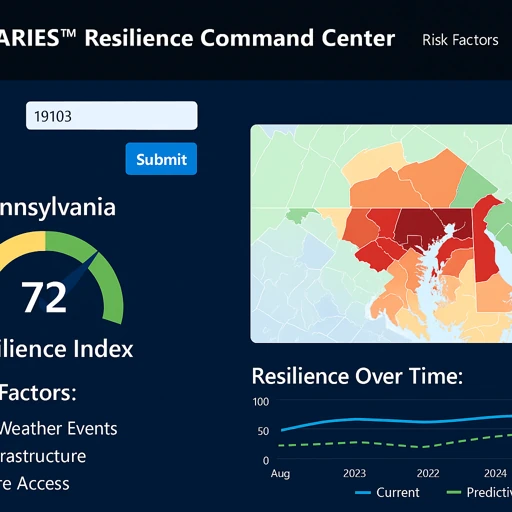 ARIES™ Resilience Command Center
Risk Factors
19103
Submit
nnsylvania
72
ilience Index
Factors:
Weather Events
rastructure
re Access
Resilience Over Time:
100
50
0
Aug 2023 2022 2024
Current Predictiv